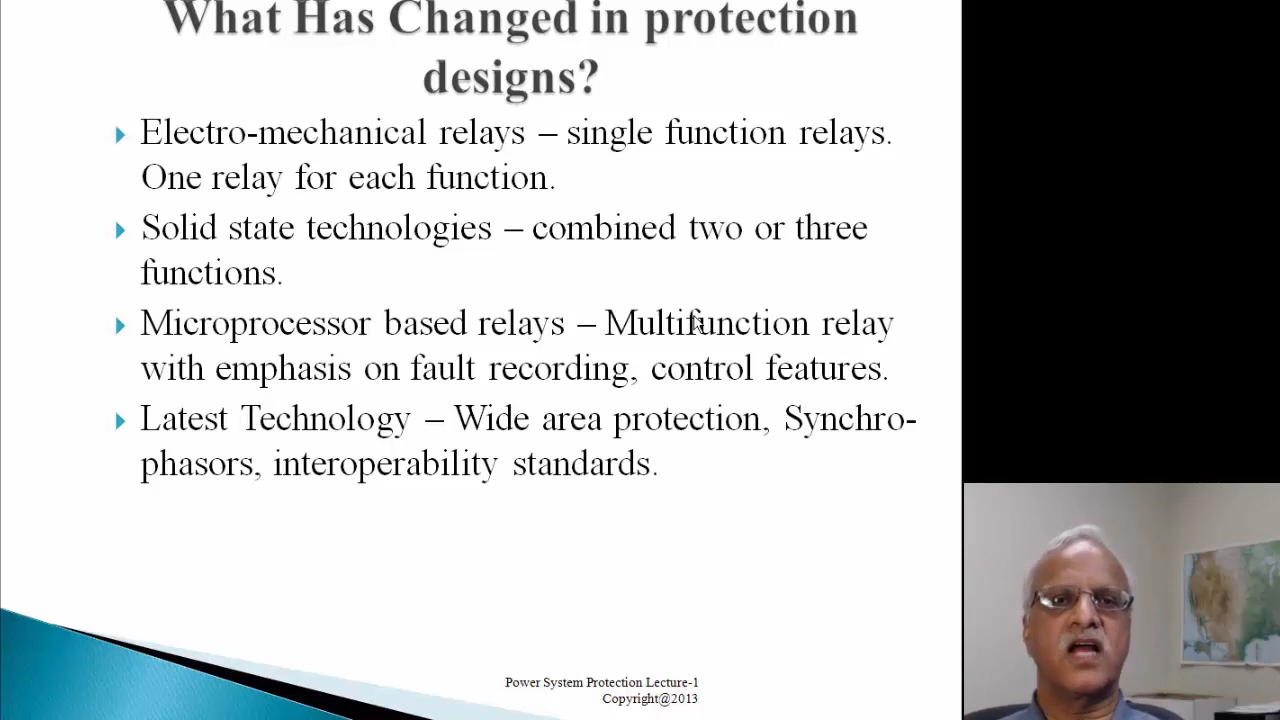 What Has Changed in protection
designs?
Electro-mechanical relays – single function relays.
One relay for each function.
Solid state technologies – combined two or three
functions.
Microprocessor based relays – Multifunction relay
with emphasis on fault recording, control features.
Latest Technology – Wide area protection, Synchro-
phasors, interoperability standards.
Power System Protection Lecture-1
Copyright@2013